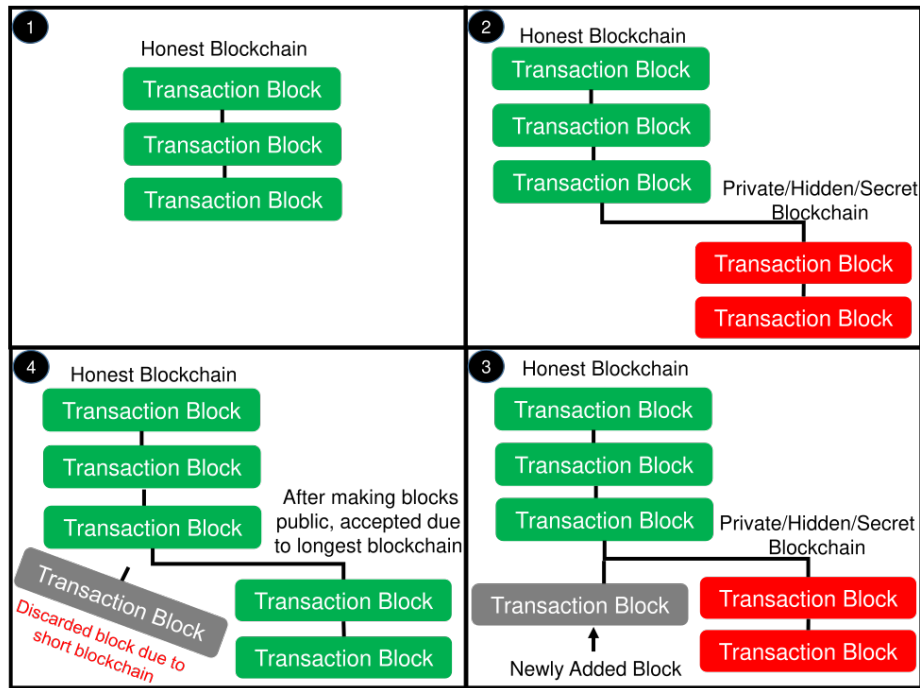 1
Honest Blockchain
Transaction Block
Transaction Block
Transaction Block
2
Honest Blockchain
Transaction Block
Transaction Block
Transaction Block
Private/Hidden/Secret
Blockchain
Transaction Block
Transaction Block
4
Honest Blockchain
Transaction Block
Transaction Block
Transaction Block
After making blocks
public, accepted due
to longest blockchain
Transaction Block
Discarded block due to
short blockchain
Transaction Block
Transaction Block
3
Honest Blockchain
Transaction Block
Transaction Block
Transaction Block
Private/Hidden/Secret
Blockchain
Transaction Block
Newly Added Block
Transaction Block
Transaction Block